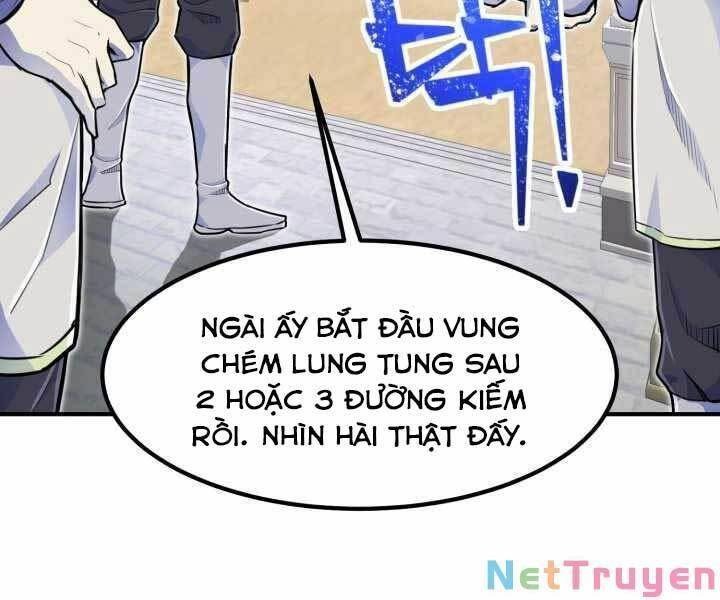 NGÀI ẤY BẮT ĐẦU VUNG
CHÉM LUNG TUNG SAU
2 HOẶC 3 ĐƯỜNG KIẾM
RỒI. NHÌN HÀI THẬT ĐẤY.
NetTruyen